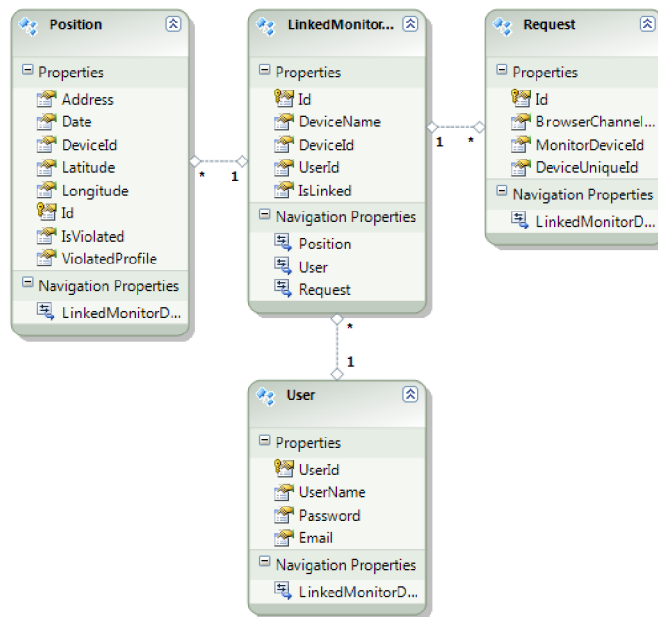 Position
Properties
Address
Date
DeviceId
Latitude
Longitude
Id
IsViolated
ViolatedProfile
Navigation Properties
LinkedMonitorD...
* 1
LinkedMonitor...
Properties
Id
DeviceName
DeviceId
UserId
IsLinked
Navigation Properties
Position
User
Request
1 *
Request
Properties
Id
BrowserChannel...
MonitorDeviceId
DeviceUniqueId
Navigation Properties
LinkedMonitorD...
*
1
User
Properties
UserId
UserName
Password
Email
Navigation Properties
LinkedMonitorD...